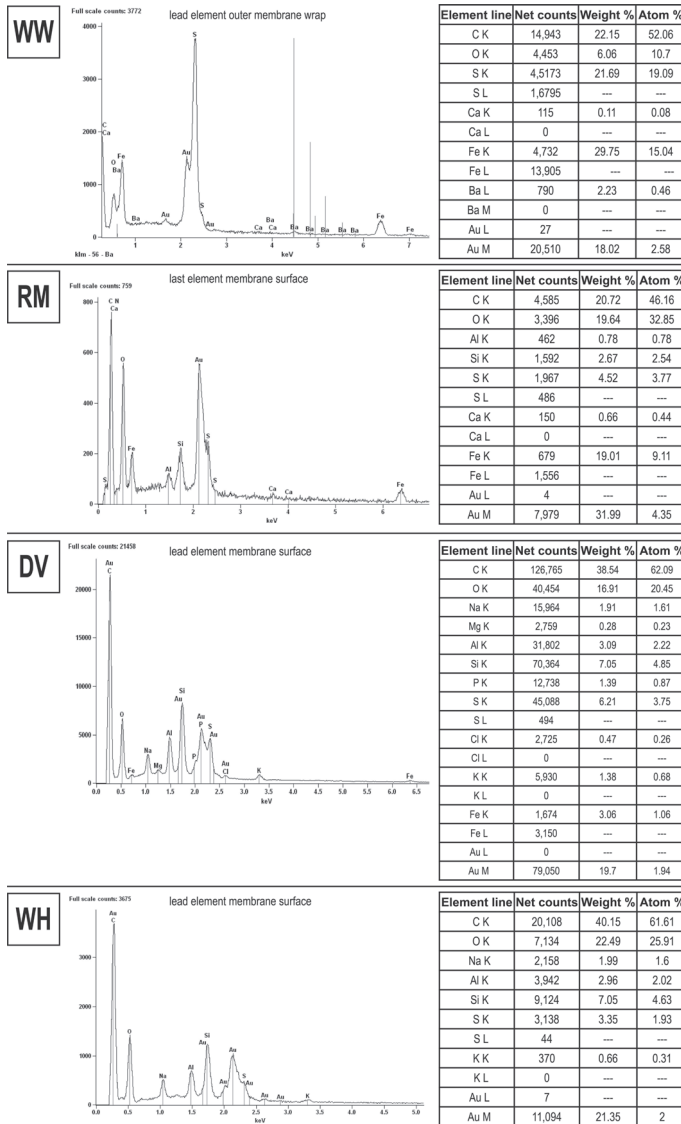 WW
Full scale counts: 3772
lead element outer membrane wrap
4000
3000
2000
1000
0
C
Ca
O
Ba
Fe
Ba
Au
Au
S
S
Au
Ca
Ba
Ca
Ba
Ba
Ba
Ba
Ba
Fe
Fe
0 1 2 3 4 5 6 7
klm - 56 - Ba
keV
Element line Net counts Weight % Atom %
C K 14,943 22.15 52.06
O K 4,453 6.06 10.7
S K 4,5173 21.69 19.09
S L 1,6795 --- ---
Ca K 115 0.11 0.08
Ca L 0 --- ---
Fe K 4,732 29.75 15.04
Fe L 13,905 --- ---
Ba L 790 2.23 0.46
Ba M 0 --- ---
Au L 27 --- ---
Au M 20,510 18.02 2.58
RM
Full scale counts: 759
last element membrane surface
800
600
400
200
0
S
C N
Ca
O
Fe
Al
Si
Au
S
S
Ca
Ca
Fe
0 1 2 3 4 5 6
keV
Element line Net counts Weight % Atom %
C K 4,585 20.72 46.16
O K 3,396 19.64 32.85
Al K 462 0.78 0.78
Si K 1,592 2.67 2.54
S K 1,967 4.52 3.77
S L 486 --- ---
Ca K 150 0.66 0.44
Ca L 0 --- ---
Fe K 679 19.01 9.11
Fe L 1,556 --- ---
Au L 4 --- ---
Au M 7,979 31.99 4.35
DV
Full scale counts: 21458
lead element membrane surface
20000
15000
10000
5000
0
Au
C
O
Fe
Na
Mg
Al
Si
Au
P
Au
P
S
Au
Au
Cl
K
Fe
0.0 0.5 1.0 1.5 2.0 2.5 3.0 3.5 4.0 4.5 5.0 5.5 6.0 6.5
keV
Element line Net counts Weight % Atom %
C K 126,765 38.54 62.09
O K 40,454 16.91 20.45
Na K 15,964 1.91 1.61
Mg K 2,759 0.28 0.23
Al K 31,802 3.09 2.22
Si K 70,364 7.05 4.85
P K 12,738 1.39 0.87
S K 45,088 6.21 3.75
S L 494 --- ---
Cl K 2,725 0.47 0.26
Cl L 0 --- ---
K K 5,930 1.38 0.68
K L 0 --- ---
Fe K 1,674 3.06 1.06
Fe L 3,150 --- ---
Au L 0 --- ---
Au M 79,050 19.7 1.94
WH
Full scale counts: 3675
lead element membrane surface
3000
2000
1000
0
Au
C
O
Na
Al
Si
Au
Au
Au
S
Au
Au
Au
K
0.0 0.5 1.0 1.5 2.0 2.5 3.0 3.5 4.0 4.5 5.0
keV
Element line Net counts Weight % Atom %
C K 20,108 40.15 61.61
O K 7,134 22.49 25.91
Na K 2,158 1.99 1.6
Al K 3,942 2.96 2.02
Si K 9,124 7.05 4.63
S K 3,138 3.35 1.93
S L 44 --- ---
K K 370 0.66 0.31
K L 0 --- ---
Au L 7 --- ---
Au M 11,094 21.35 2